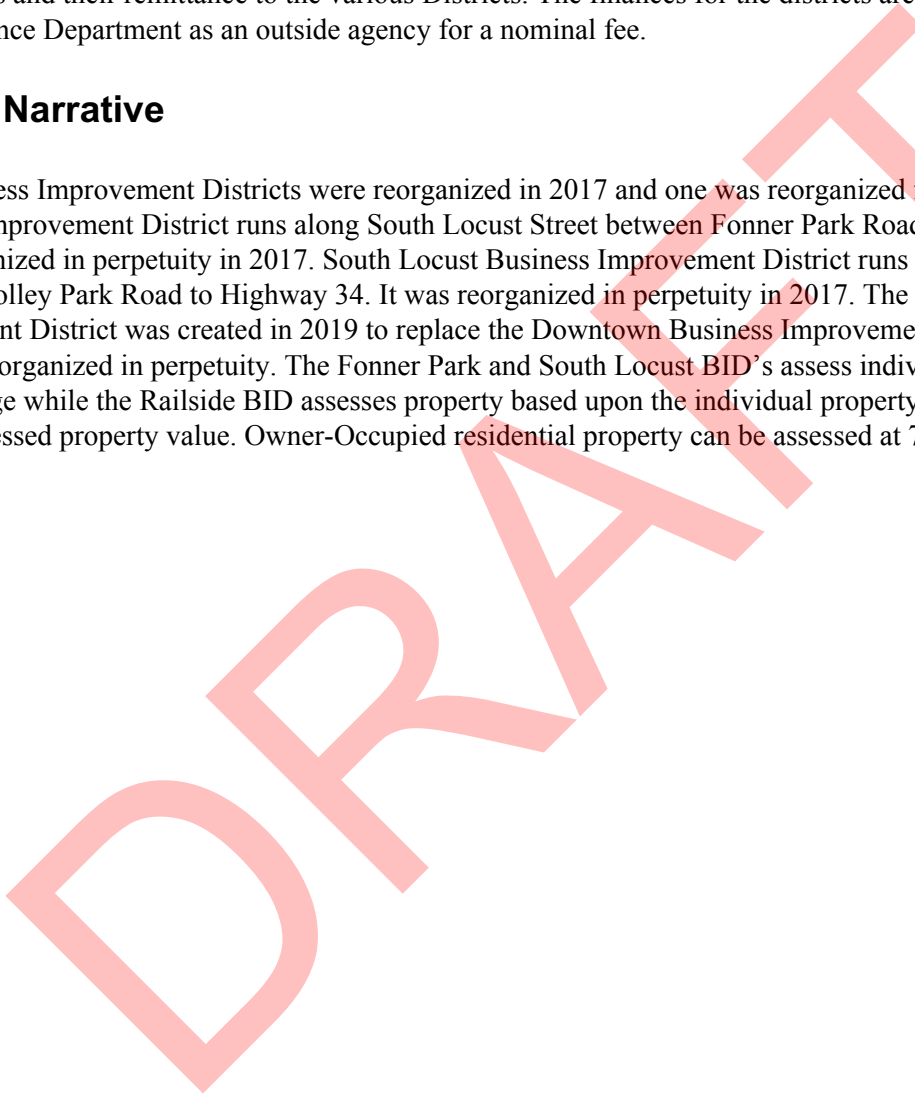 s and their remittance to the various Districts. The finances for the districts are
nce Department as an outside agency for a nominal fee.
Narrative
ess Improvement Districts were reorganized in 2017 and one was reorganized
mprovement District runs along South Locust Street between Fonner Park Road
nized in perpetuity in 2017. South Locust Business Improvement District runs
olley Park Road to Highway 34. It was reorganized in perpetuity in 2017. The
nt District was created in 2019 to replace the Downtown Business Improveme
organized in perpetuity. The Fonner Park and South Locust BID’s assess indiv
ge while the Railside BID assesses property based upon the individual property
essed property value. Owner-Occupied residential property can be assessed at 7
DRAFT